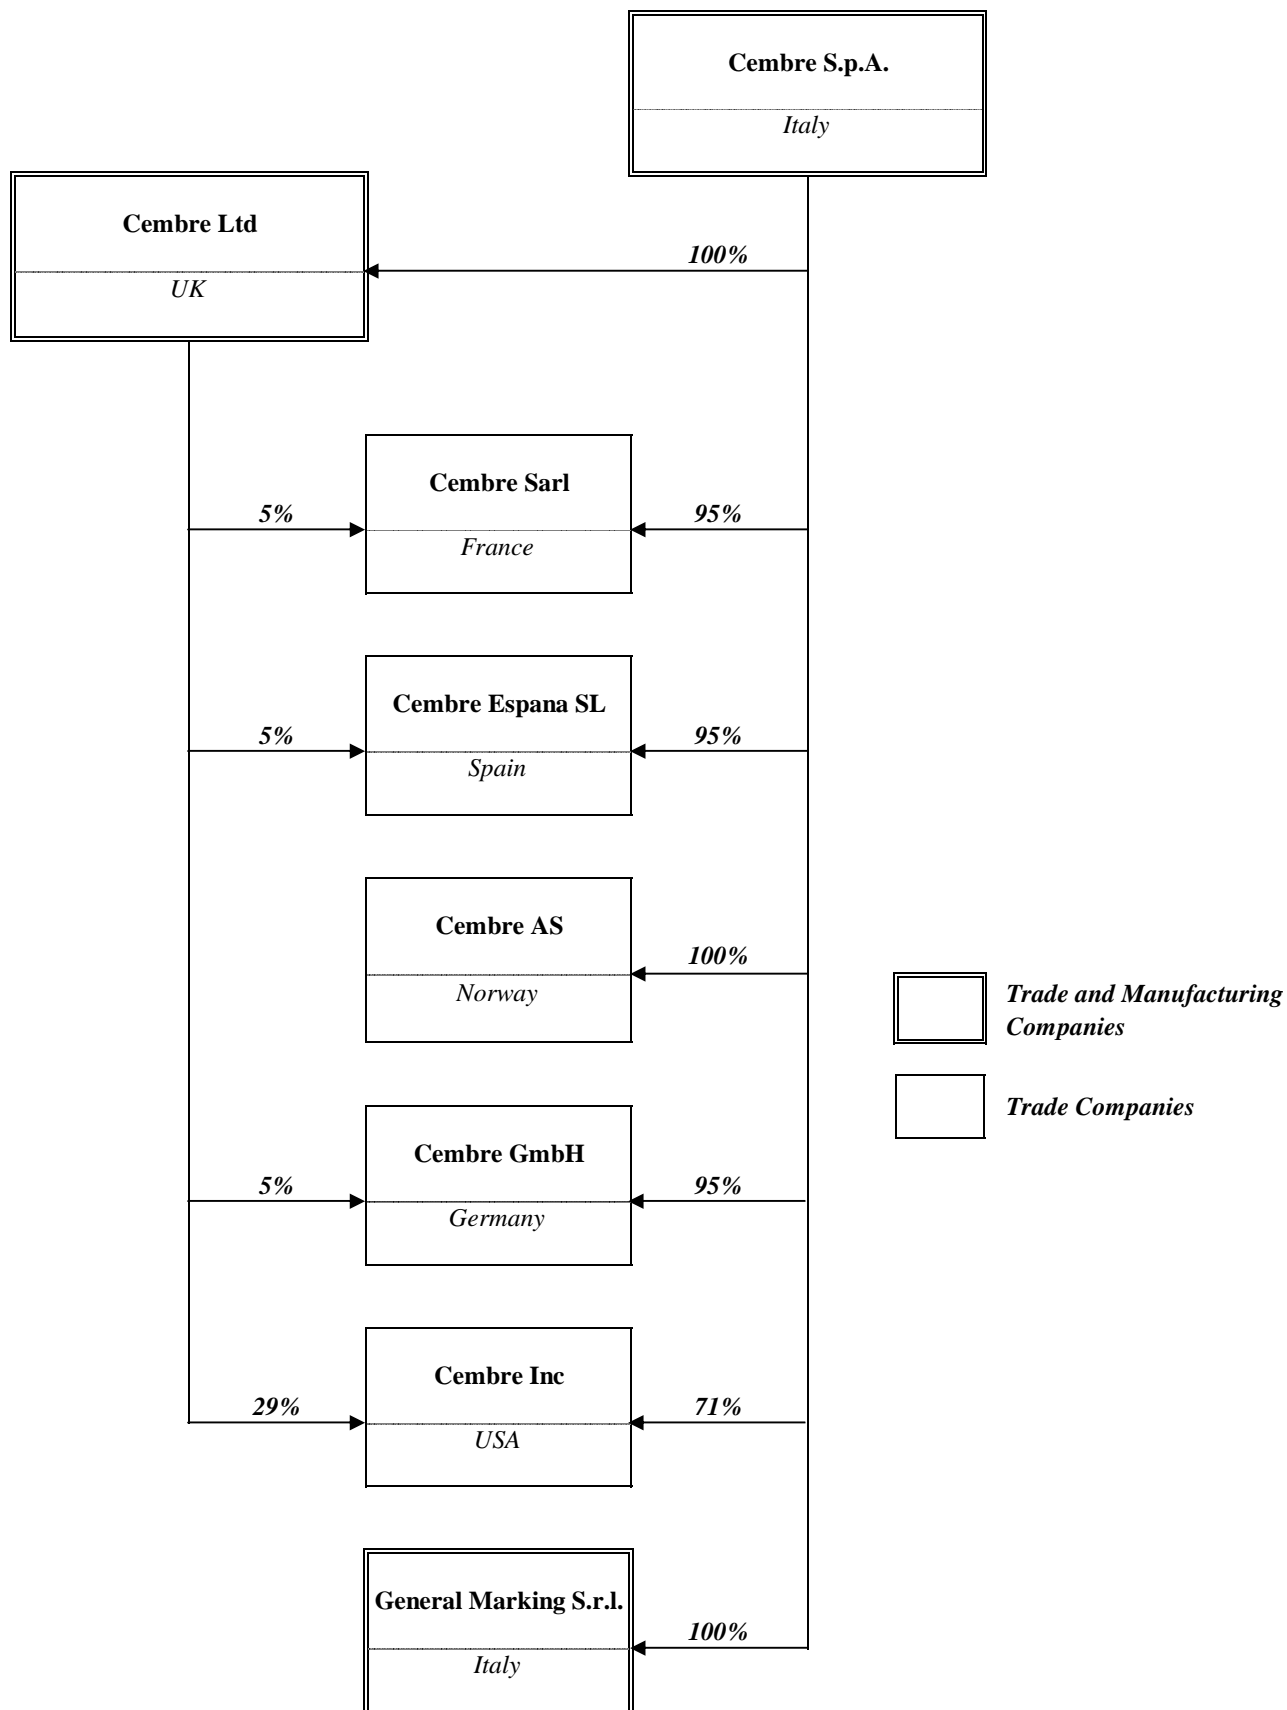 Cembre S.p.A.
Italy
Cembre Ltd
UK
100%
Cembre Sarl
France
5%
95%
Cembre Espana SL
Spain
5%
95%
Cembre AS
Norway
100%
Trade and Manufacturing
Companies
Trade Companies
Cembre GmbH
Germany
5%
95%
Cembre Inc
USA
29%
71%
General Marking S.r.l.
Italy
100%